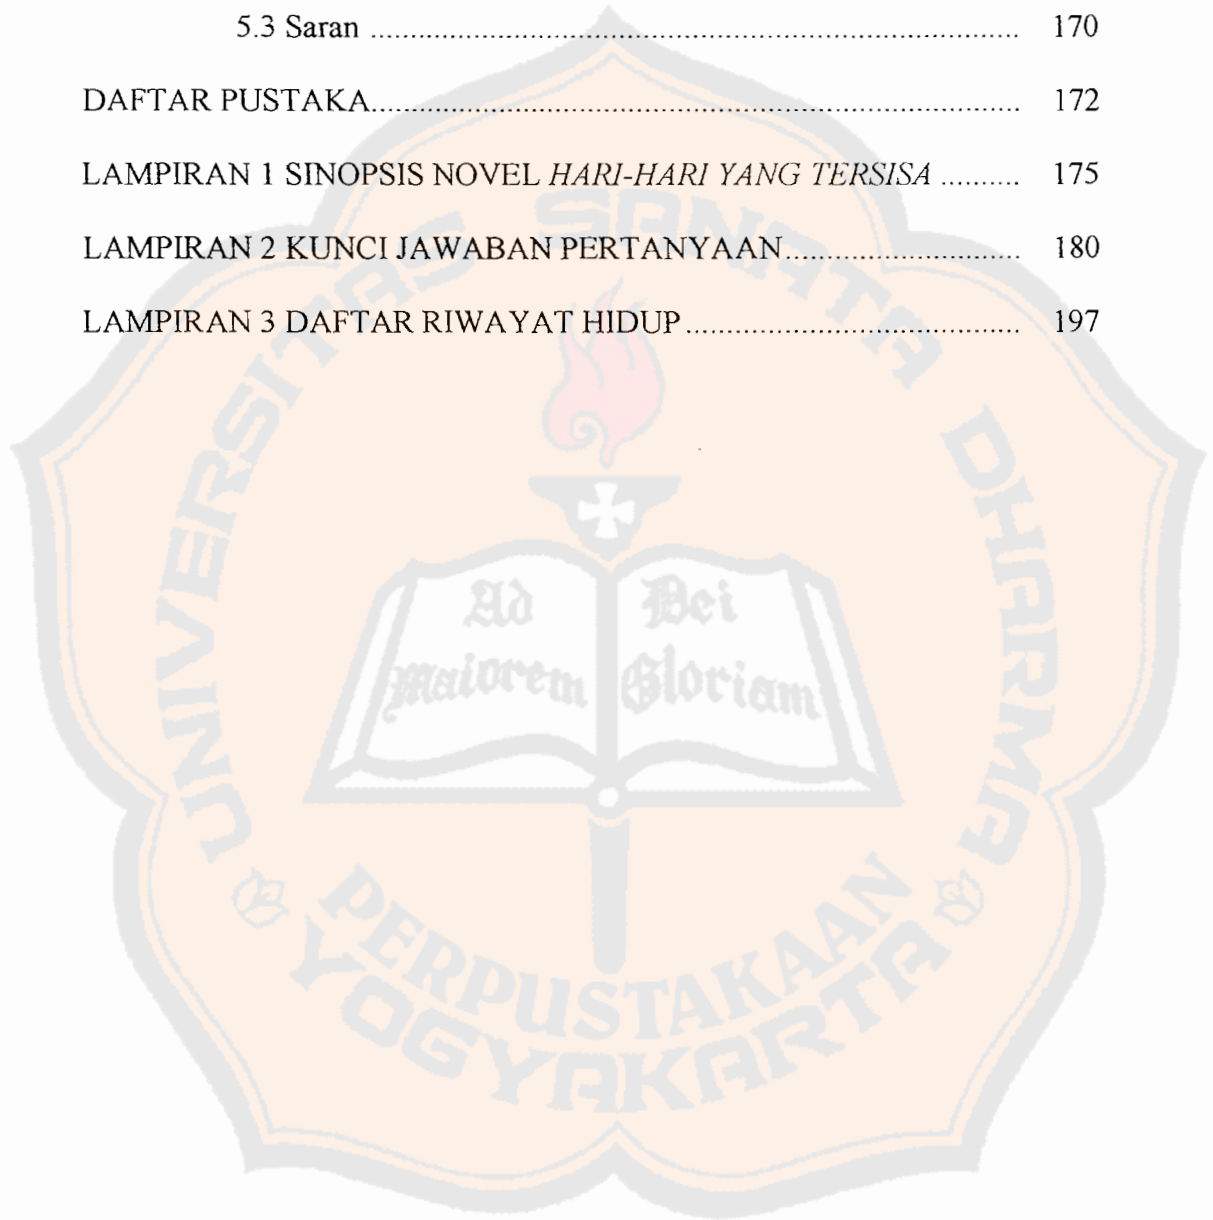 5.3 Saran ................................................................................ 170
DAFTAR PUSTAKA................................................................................ 172
LAMPIRAN 1 SINOPSIS NOVEL HARI-HARI YANG TERSISA .......... 175
LAMPIRAN 2 KUNCI JAWABAN PERTANYAAN............................. 180
LAMPIRAN 3 DAFTAR RIWAYAT HIDUP......................................... 197
UNIVERSITAS SANATA DHARMA
Ad Dei
Maiorem Gloriam
PERPUSTAKAAN
YOGYAKARTA